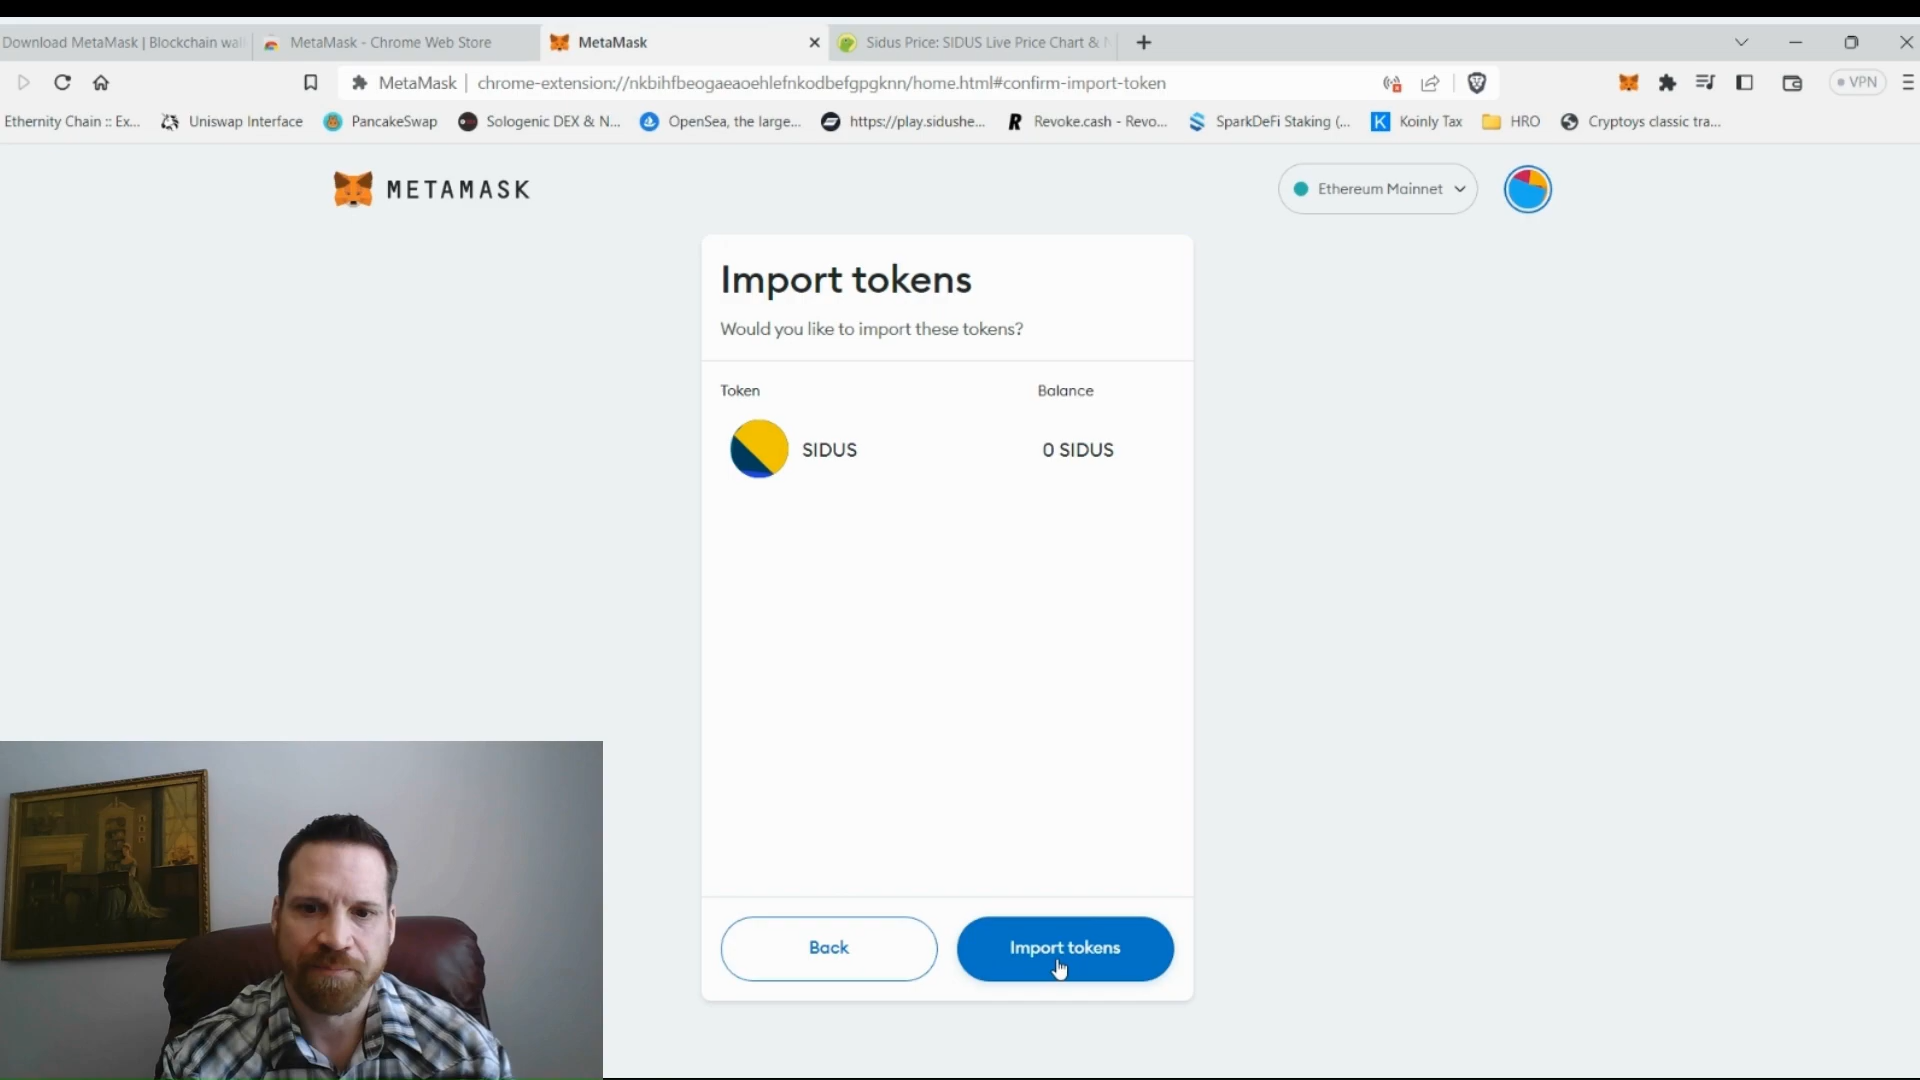 Download MetaMask | Blockchain wal
MetaMask - Chrome Web Store
MetaMask
Sidus Price: SIDUS Live Price Chart &
MetaMask | chrome-extension://nkbihfbeogaeaoehlefnkodbefgpgknn/home.html#confirm-import-token
VPN
Ethernity Chain :: Ex...
Uniswap Interface
PancakeSwap
Sologenic DEX & N...
OpenSea, the large...
https://play.sidushe...
Revoke.cash - Revo...
SparkDeFi Staking (...
K
Koinly Tax
HRO
Cryptoys classic tra...
METAMASK
Ethereum Mainnet
Import tokens
Would you like to import these tokens?
Token
Balance
SIDUS
0 SIDUS
Back
Import tokens